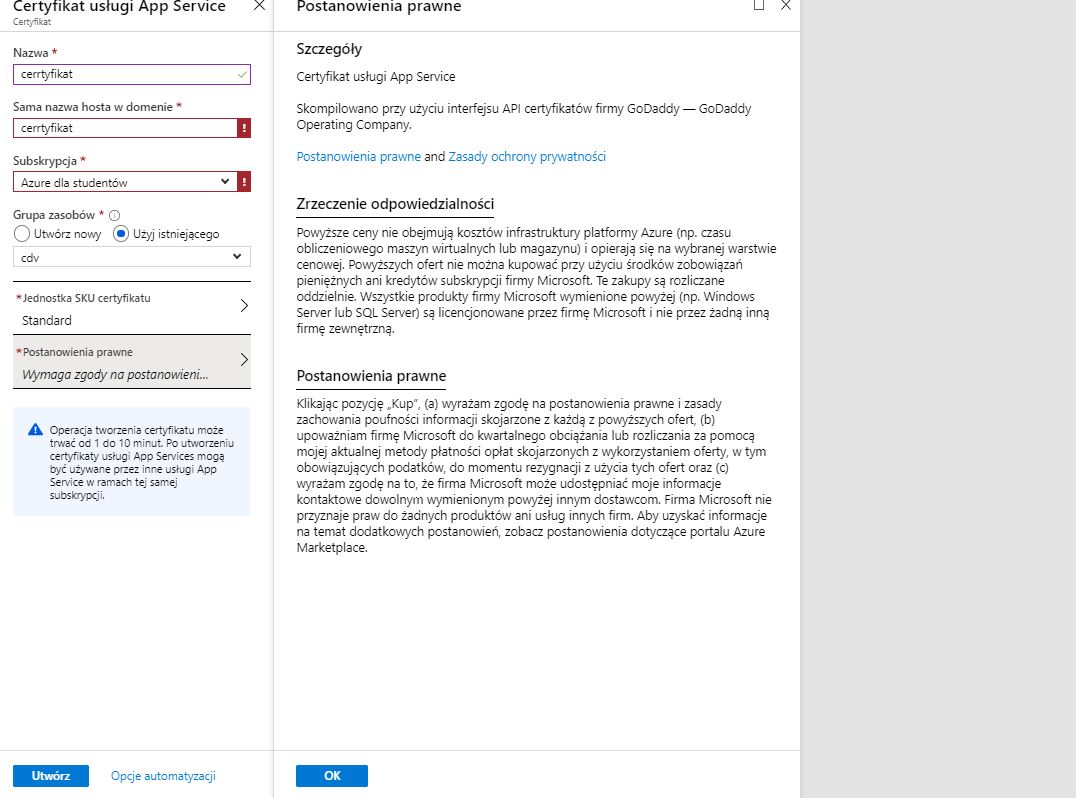 Certyfikat usługi App Service
Certyfikat
Nazwa *
cerrtyfikat
Sama nazwa hosta w domenie *
cerrtyfikat
Subskrypcja *
Azure dla studentów
Grupa zasobów *
Utwórz nowy Użyj istniejącego
cdv
*Jednostka SKU certyfikatu
Standard
*Postanowienia prawne
Wymaga zgody na postanowieni...
Operacja tworzenia certyfikatu może
trwać od 1 do 10 minut. Po utworzeniu
certyfikaty usługi App Services mogą
być używane przez inne usługi App
Service w ramach tej samej
subskrypcji.
Utwórz Opcje automatyzacji
Postanowienia prawne
Szczegóły
Certyfikat usługi App Service
Skompilowano przy użyciu interfejsu API certyfikatów firmy GoDaddy — GoDaddy
Operating Company.
Postanowienia prawne and Zasady ochrony prywatności
Zrzeczenie odpowiedzialności
Powyższe ceny nie obejmują kosztów infrastruktury platformy Azure (np. czasu
obliczeniowego maszyn wirtualnych lub magazynu) i opierają się na wybranej warstwie
cenowej. Powyższych ofert nie można kupować przy użyciu środków zobowiązań
pieniężnych ani kredytów subskrypcji firmy Microsoft. Te zakupy są rozliczane
oddzielnie. Wszystkie produkty firmy Microsoft wymienione powyżej (np. Windows
Server lub SQL Server) są licencjonowane przez firmę Microsoft i nie przez żadną inną
firmę zewnętrzną.
Postanowienia prawne
Klikając pozycję „Kup”, (a) wyrażam zgodę na postanowienia prawne i zasady
zachowania poufności informacji skojarzone z każdą z powyższych ofert, (b)
upoważniam firmę Microsoft do kwartalnego obciążania lub rozliczania za pomocą
mojej aktualnej metody płatności opłat skojarzonych z wykorzystaniem oferty, w tym
obowiązujących podatków, do momentu rezygnacji z użycia tych ofert oraz (c)
wyrażam zgodę na to, że firma Microsoft może udostępniać moje informacje
kontaktowe dowolnym wymienionym powyżej innym dostawcom. Firma Microsoft nie
przyznaje praw do żadnych produktów ani usług innych firm. Aby uzyskać informacje
na temat dodatkowych postanowień, zobacz postanowienia dotyczące portalu Azure
Marketplace.
OK